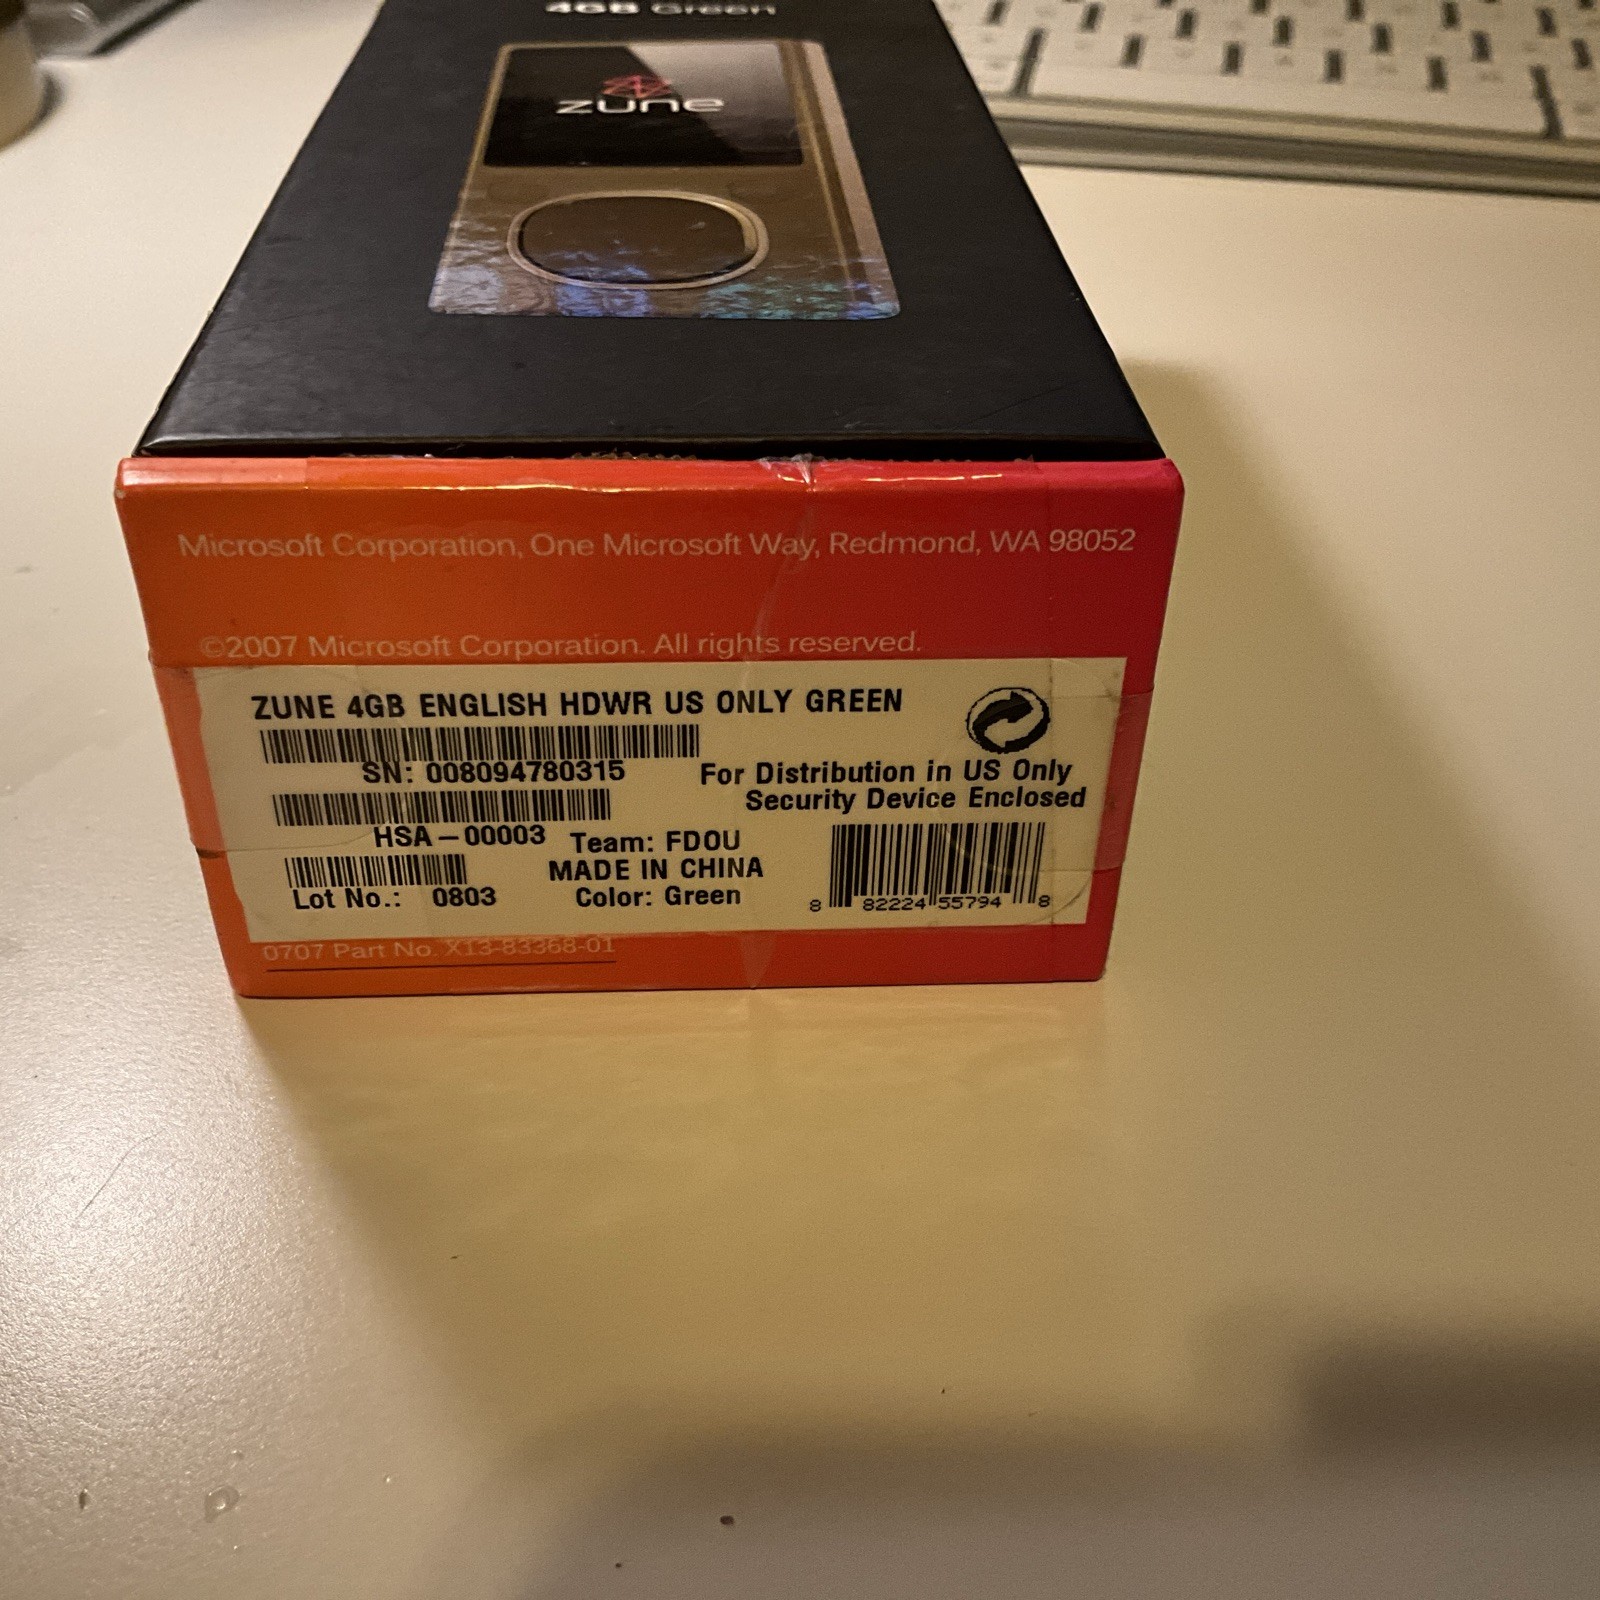 4GB Green
zune
Microsoft Corporation, One Microsoft Way, Redmond, WA 98052
©2007 Microsoft Corporation. All rights reserved.
ZUNE 4GB ENGLISH HDWR US ONLY GREEN
SN: 008094780315
For Distribution in US Only
Security Device Enclosed
HSA-00003
Team: FDOU
MADE IN CHINA
Lot No.: 0803
Color: Green
8 82224 55794 8
0707 Part No. X13-83368-01